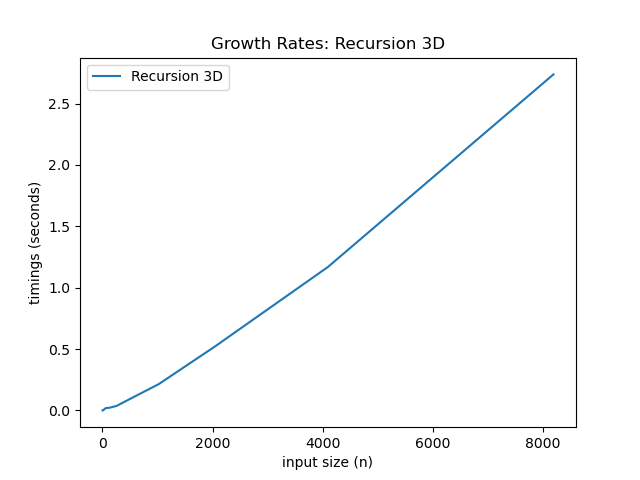 Growth Rates: Recursion 3D
Recursion 3D
timings (seconds)
2.5
2.0
1.5
1.0
0.5
0.0
0 2000 4000 6000 8000
input size (n)